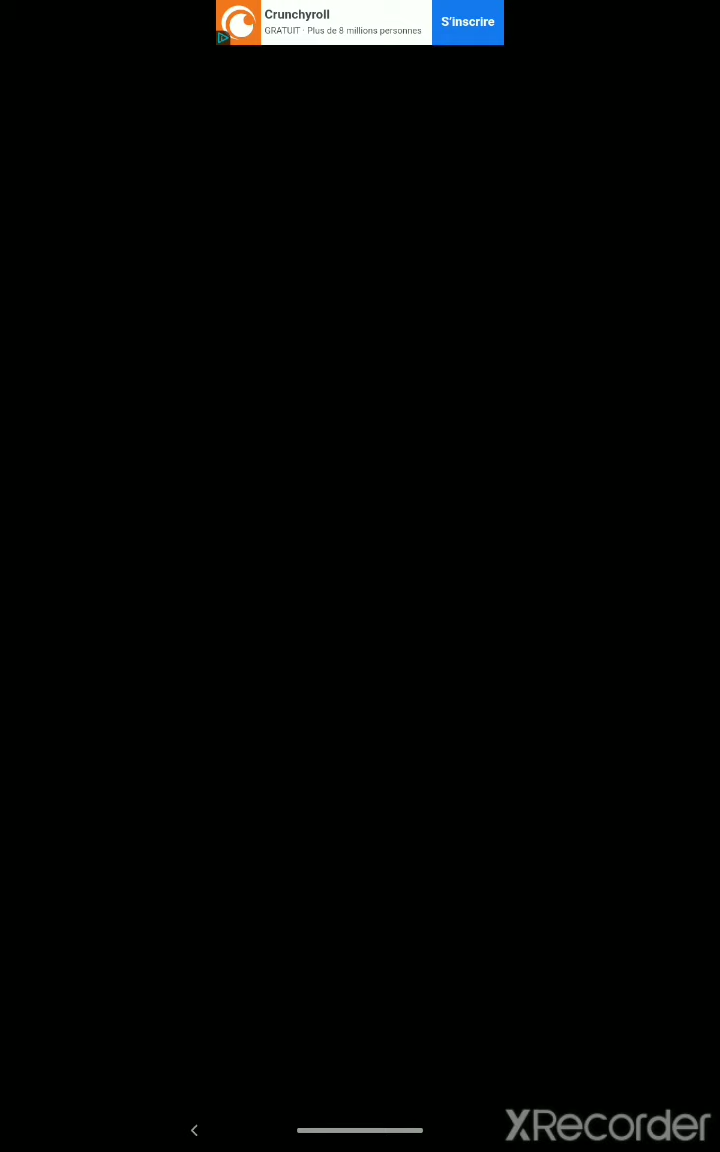 Crunchyroll
GRATUIT · Plus de 8 millions personnes
S'inscrire
XRecorder